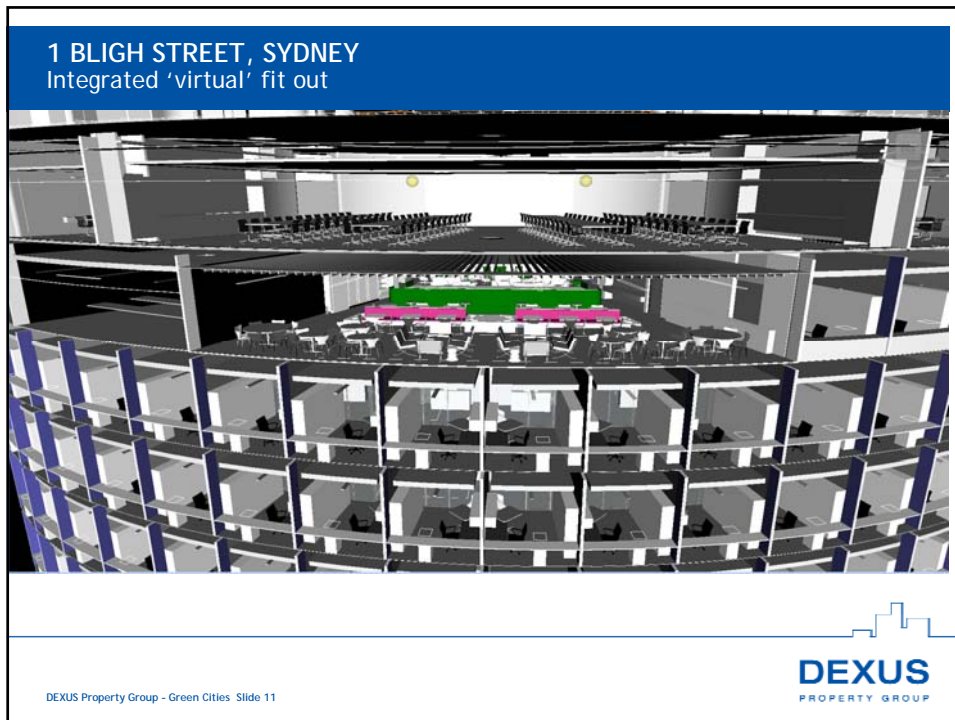 1 BLIGH STREET, SYDNEY
Integrated ‘virtual’ fit out
DEXUS Property Group - Green Cities Slide 11
DEXUS
PROPERTY GROUP